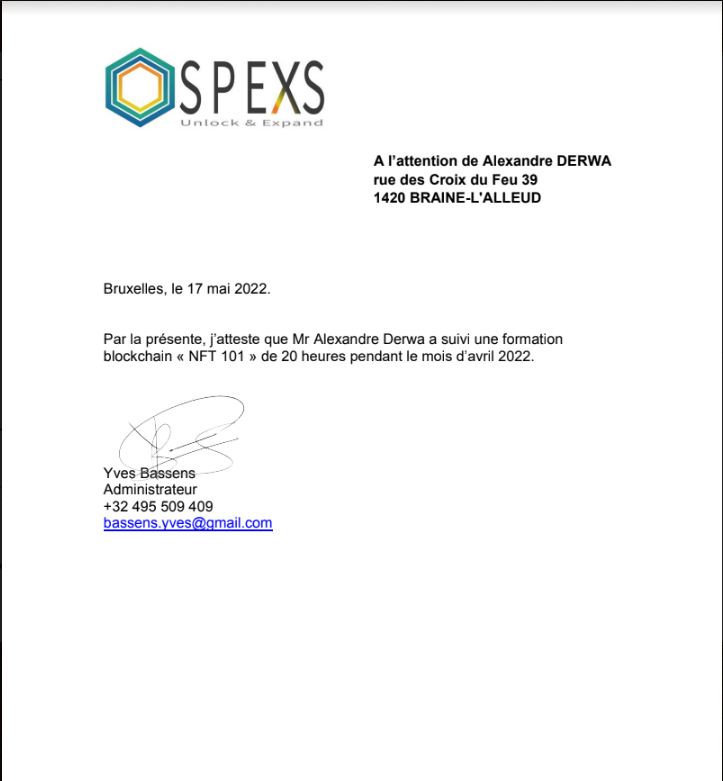 SPEXS
Unlock & Expand
A l’attention de Alexandre DERWA
rue des Croix du Feu 39
1420 BRAINE-L'ALLEUD
Bruxelles, le 17 mai 2022.
Par la présente, j’atteste que Mr Alexandre Derwa a suivi une formation
blockchain « NFT 101 » de 20 heures pendant le mois d’avril 2022.
Yves Bassens
Administrateur
+32 495 509 409
bassens.yves@gmail.com